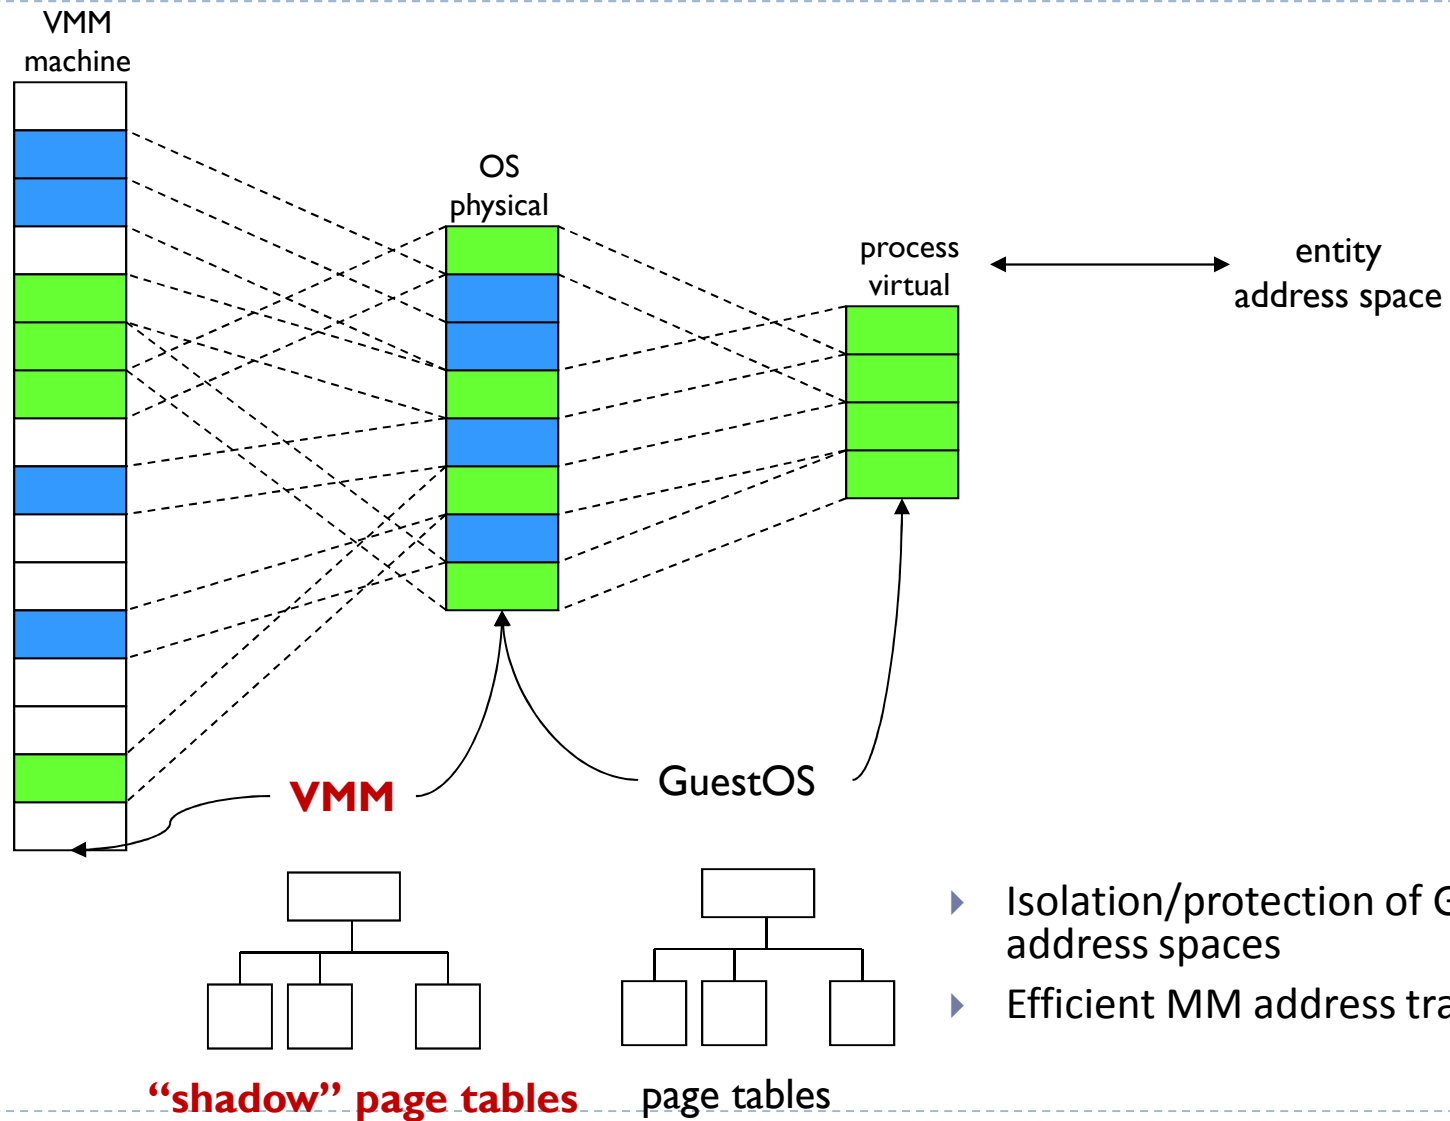 VMM
machine
OS
physical
process
virtual
entity
address space
VMM
GuestOS
Isolation/protection of G
address spaces
Efficient MM address tra
“shadow” page tables
page tables